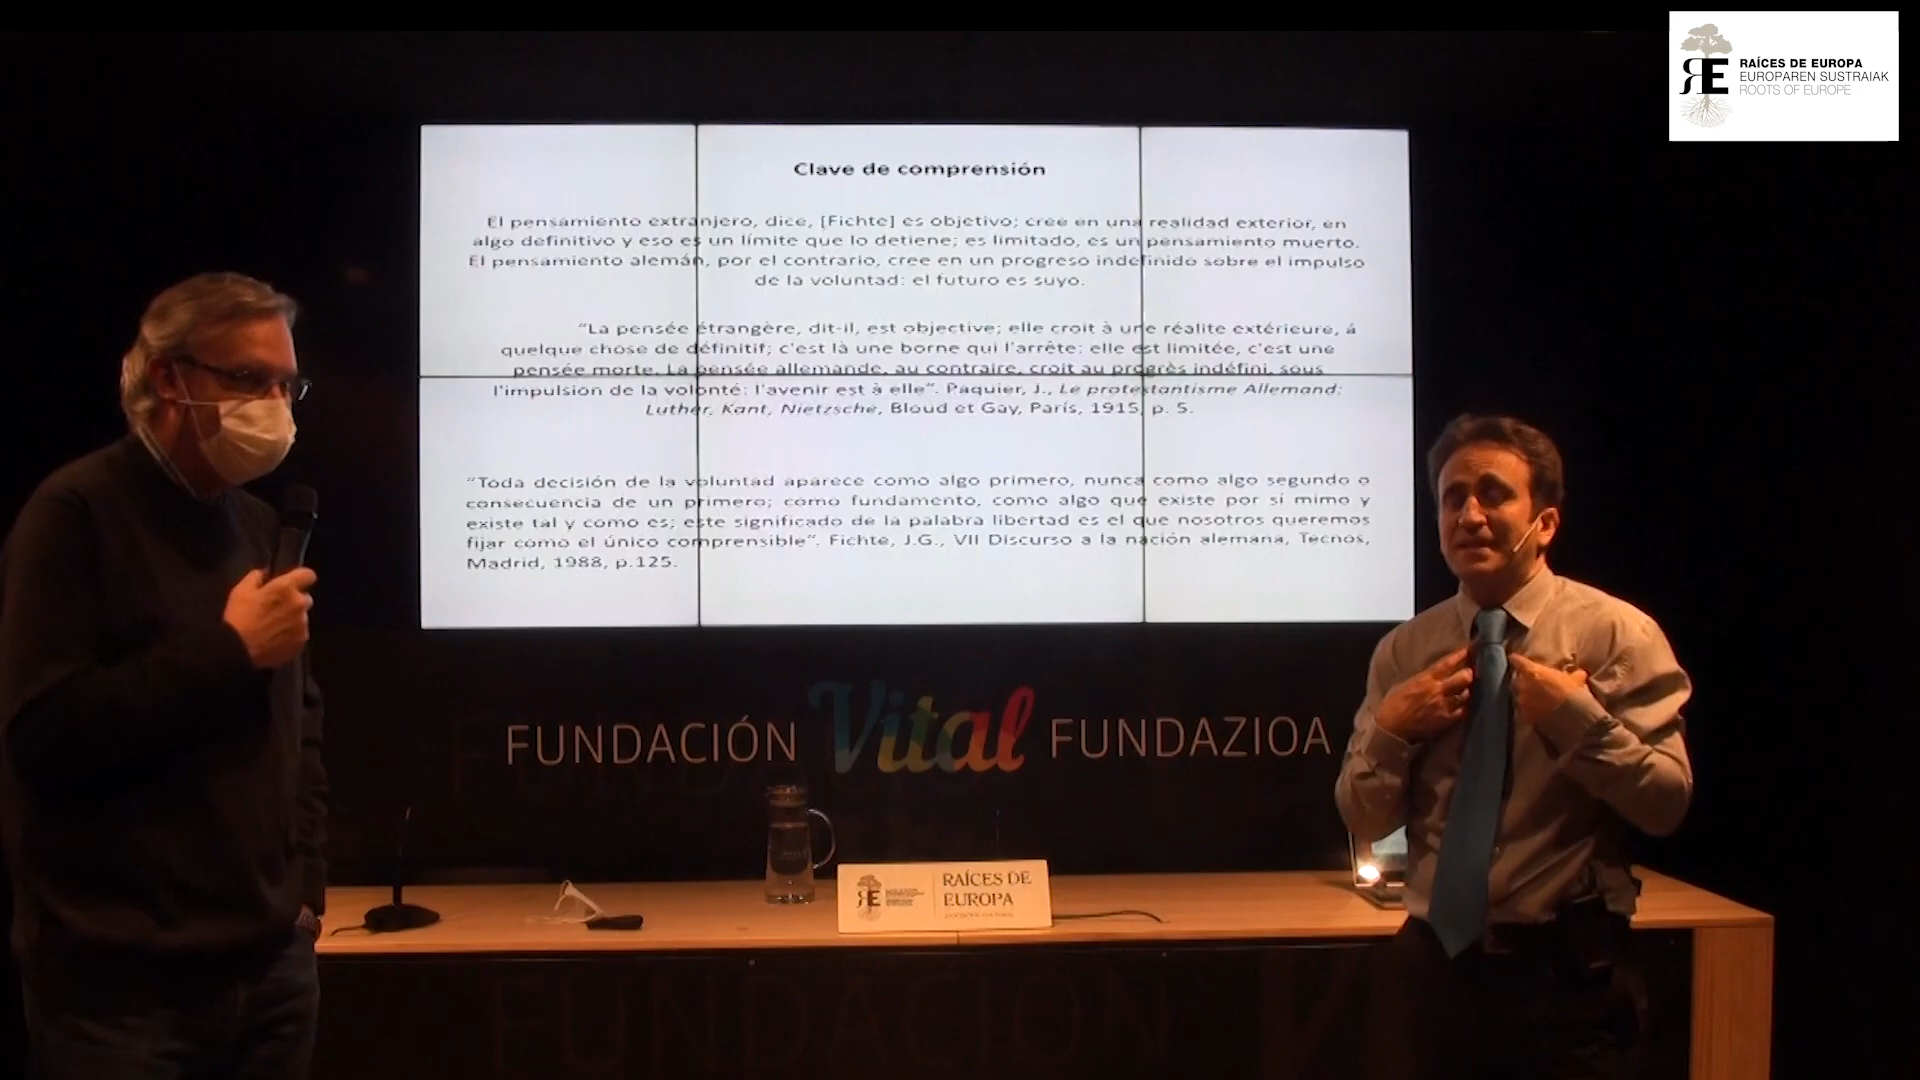 RAÍCES DE EUROPA
EUROPAREN SUSTRAIAK
ROOTS OF EUROPE
RE
Clave de comprensión
El pensamiento extranjero, dice, [Fichte] es objetivo; cree en una realidad exterior, en
algo definitivo y eso es un límite que lo detiene; es limitado, es un pensamiento muerto.
El pensamiento alemán, por el contrario, cree en un progreso indefinido sobre el impulso
de la voluntad: el futuro es suyo.
“La pensée étrangère, dit-il, est objective; elle croit à une réalite extérieure, á
quelque chose de définitif; c'est là une borne qui l'arrête: elle est limitée, c'est une
pensée morte. La pensée allemande, au contraire, croit au progrès indéfini, sous
l'impulsion de la volonté: l'avenir est à elle”. Paquier, J., Le protestantisme Allemand:
Luther, Kant, Nietzsche, Bloud et Gay, París, 1915, p. 5.
“Toda decisión de la voluntad aparece como algo primero, nunca como algo segundo o
consecuencia de un primero; como fundamento, como algo que existe por sí mimo y
existe tal y como es; este significado de la palabra libertad es el que nosotros queremos
fijar como el único comprensible”. Fichte, J.G., VII Discurso a la nación alemana, Tecnos,
Madrid, 1988, p.125.
FUNDACIÓN Vital FUNDAZIOA
RE
RAÍCES DE
EUROPA
FUNDACION